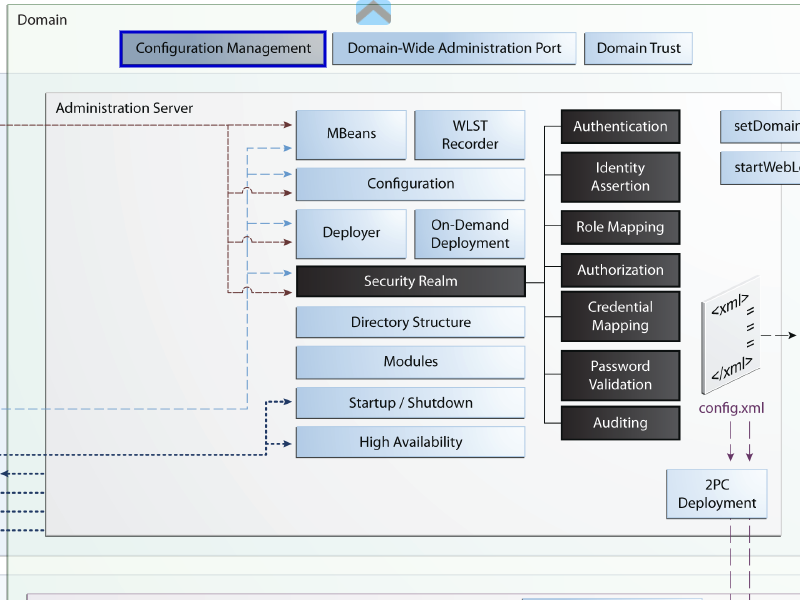 Domain
Configuration Management
Domain-Wide Administration Port
Domain Trust
Administration Server
MBeans
WLST
Recorder
Configuration
Deployer
On-Demand
Deployment
Security Realm
Directory Structure
Modules
Startup / Shutdown
High Availability
Authentication
Identity
Assertion
Role Mapping
Authorization
Credential
Mapping
Password
Validation
Auditing
setDomain
startWebLo
<xml>
=
=
=
</xml>
config.xml
2PC
Deployment